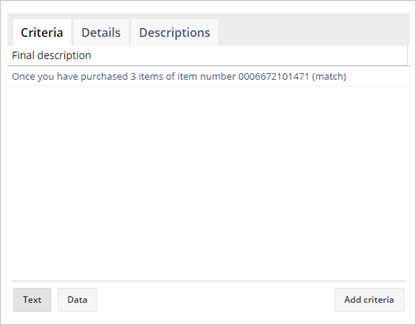 Criteria Details Descriptions
Final description
Once you have purchased 3 items of item number 0006672101471 (match)
Text Data Add criteria